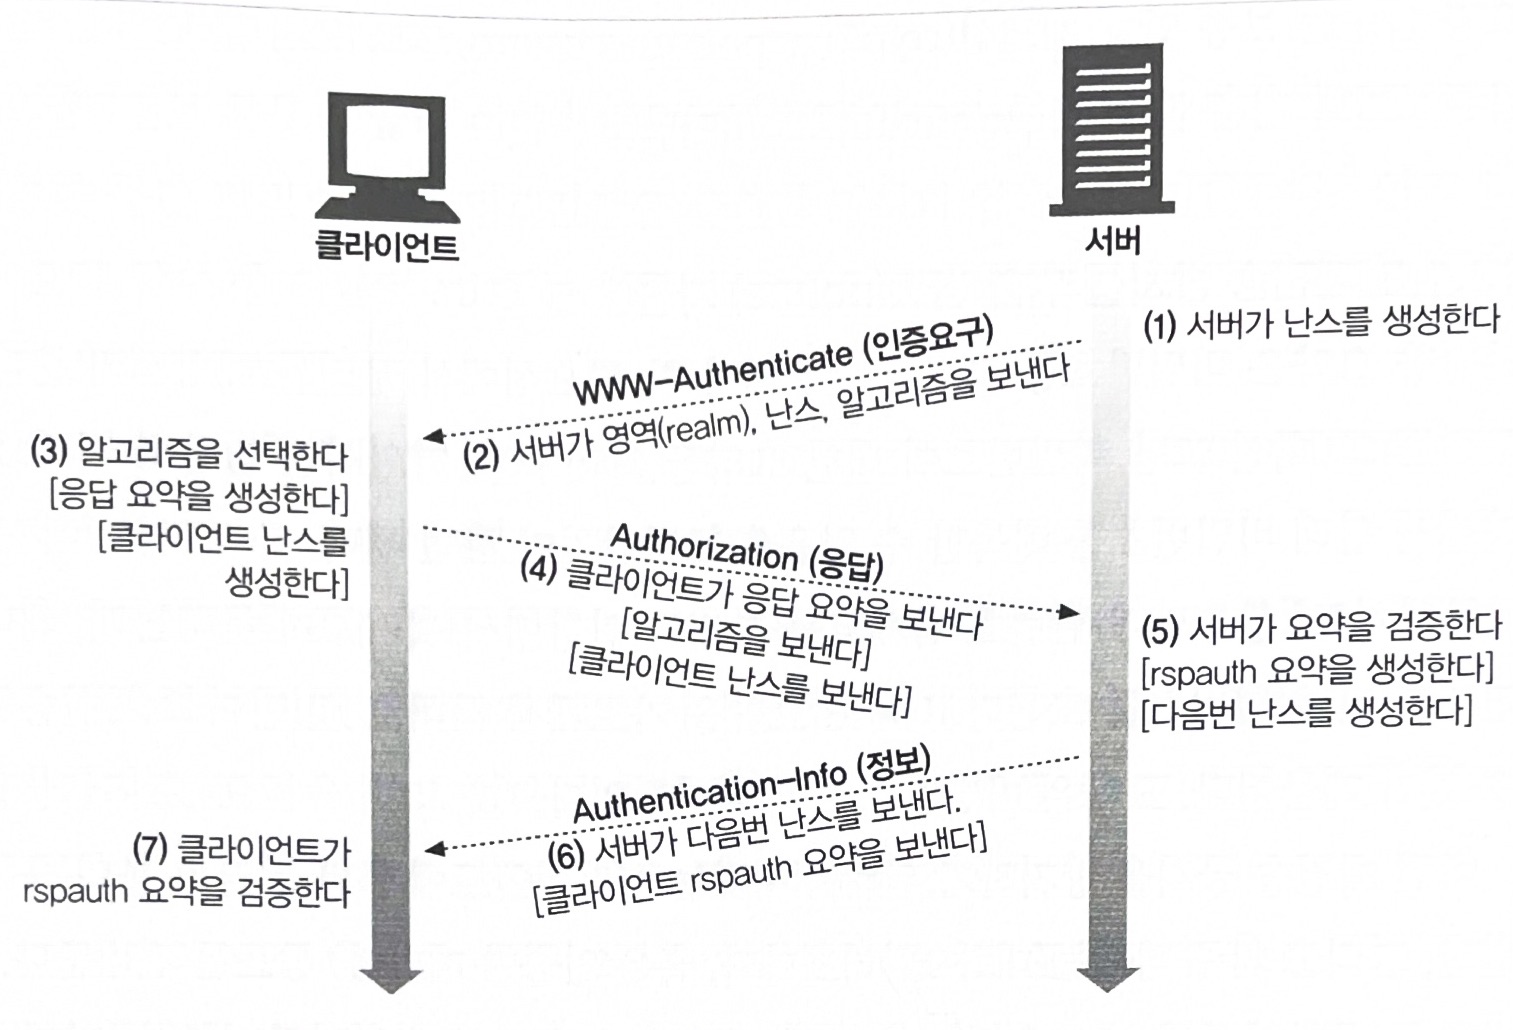 클라이언트
서버
(1) 서버가 난스를 생성한다
WWW-Authenticate (인증요구)
(2) 서버가 영역(realm), 난스, 알고리즘을 보낸다
(3) 알고리즘을 선택한다
[응답 요약을 생성한다]
[클라이언트 난스를
생성한다]
Authorization (응답)
(4) 클라이언트가 응답 요약을 보낸다
[알고리즘을 보낸다]
[클라이언트 난스를 보낸다]
(5) 서버가 요약을 검증한다
[rspauth 요약을 생성한다]
[다음번 난스를 생성한다]
Authentication-Info (정보)
(6) 서버가 다음번 난스를 보낸다.
[클라이언트 rspauth 요약을 보낸다]
(7) 클라이언트가
rspauth 요약을 검증한다